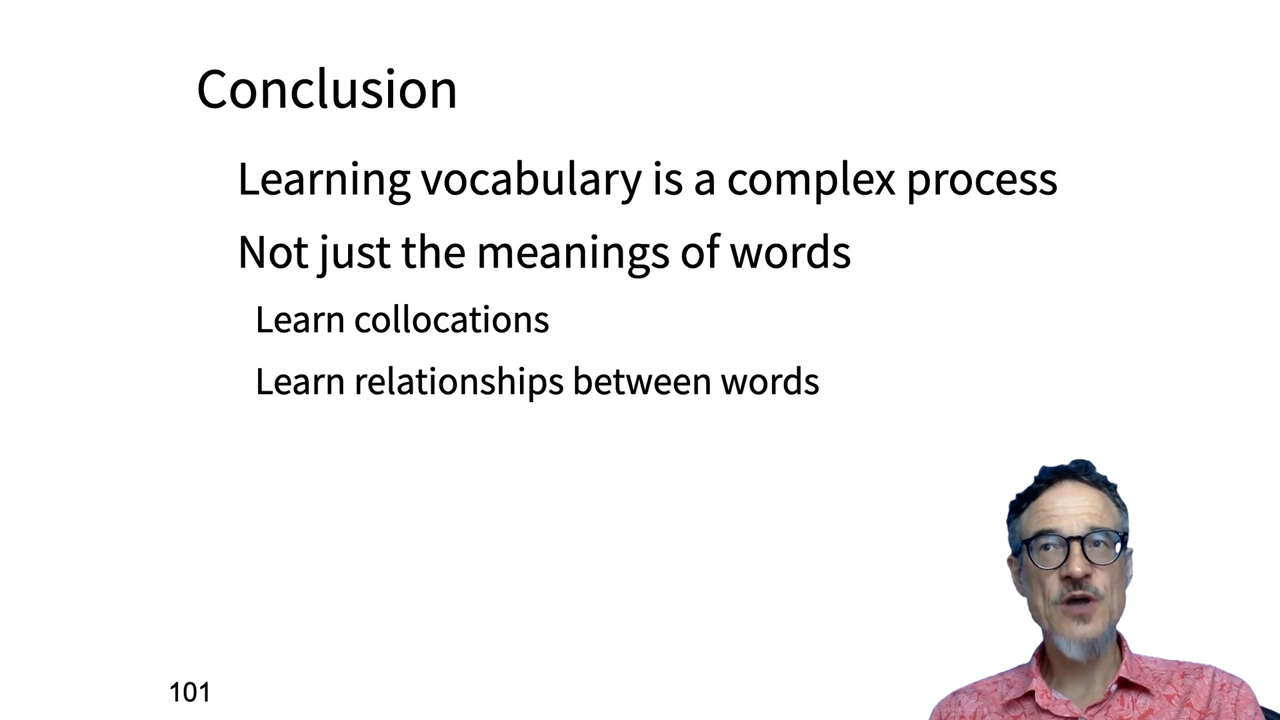 Conclusion
Learning vocabulary is a complex process
Not just the meanings of words
Learn collocations
Learn relationships between words
101